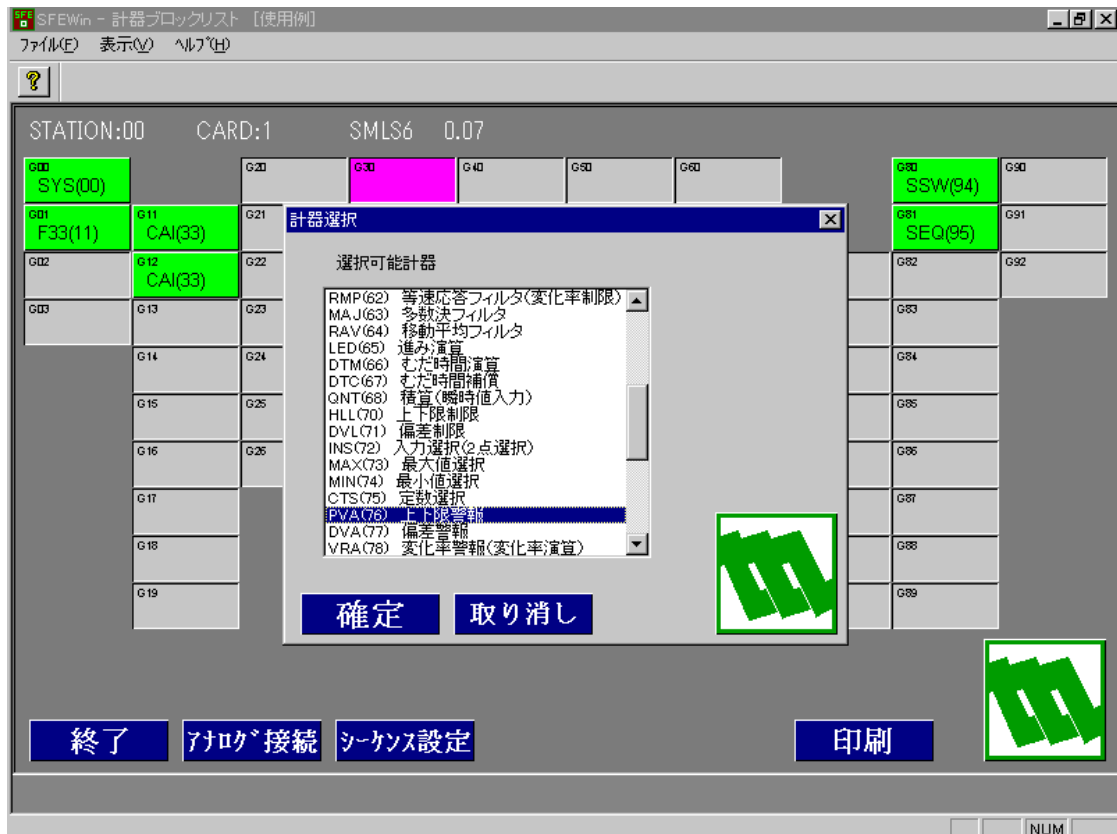 SFEWin - 計器ブロックリスト [使用例]
ファイル(F) 表示(V) ヘルプ(H)
STATION:00 CARD:1 SMLS6 0.07
G00 SYS(00)
G20
G30
G40
G50
G60
G80 SSW(94)
G90
G01 F33(11)
G11 CAI(33)
G21
G81 SEQ(95)
G91
G02
G12 CAI(33)
G22
G82
G92
G03
G13
G23
G83
G14
G24
G84
G15
G25
G85
G16
G26
G86
G17
G87
G18
G88
G19
G89
計器選択
選択可能計器
RMP(62) 等速応答フィルタ(変化率制限)
MAJ(63) 多数決フィルタ
RAV(64) 移動平均フィルタ
LED(65) 進み演算
DTM(66) むだ時間演算
DTC(67) むだ時間補償
QNT(68) 積算(瞬時値入力)
HLL(70) 上下限制限
DVL(71) 偏差制限
INS(72) 入力選択(2点選択)
MAX(73) 最大値選択
MIN(74) 最小値選択
CTS(75) 定数選択
PVA(76) 上下限警報
DVA(77) 偏差警報
VRA(78) 変化率警報(変化率演算)
確定 取り消し
終了 アナログ接続 シーケンス設定 印刷
NUM